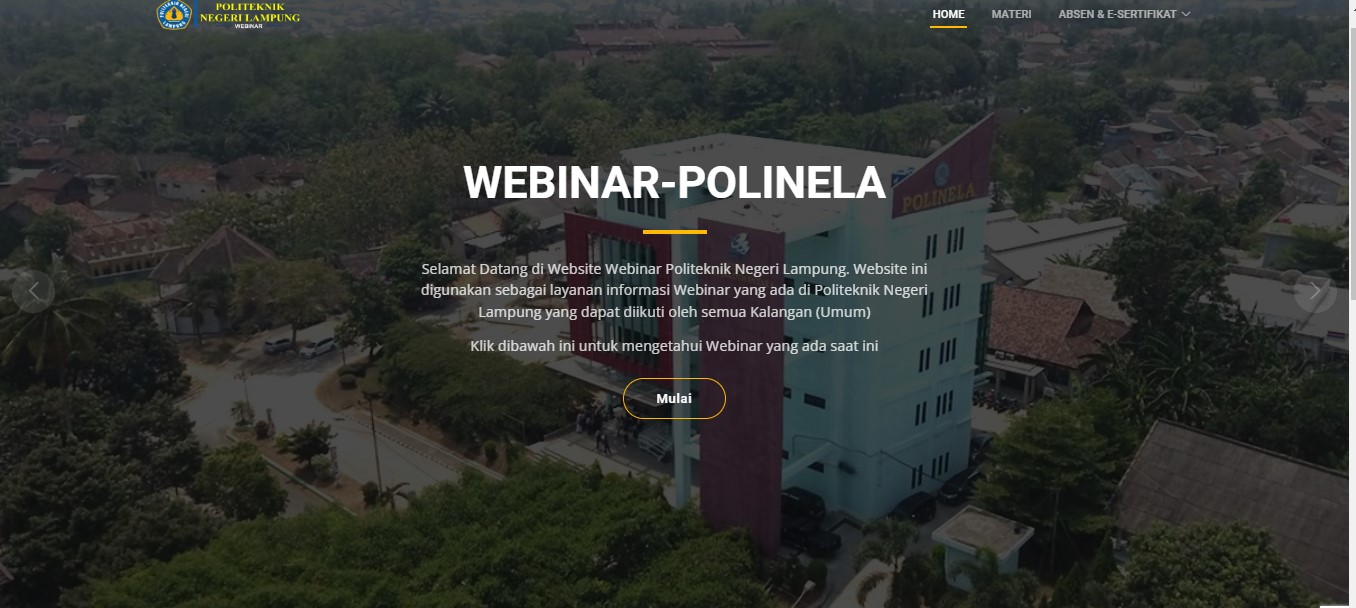 POLITEKNIK
NEGERI LAMPUNG
WEBINAR
HOME
MATERI
ABSEN & E-SERTIFIKAT
WEBINAR-POLINELA
POLINELA
Selamat Datang di Website Webinar Politeknik Negeri Lampung. Website ini
digunakan sebagai layanan informasi Webinar yang ada di Politeknik Negeri
Lampung yang dapat diikuti oleh semua Kalangan (Umum)
Klik dibawah ini untuk mengetahui Webinar yang ada saat ini
Mulai